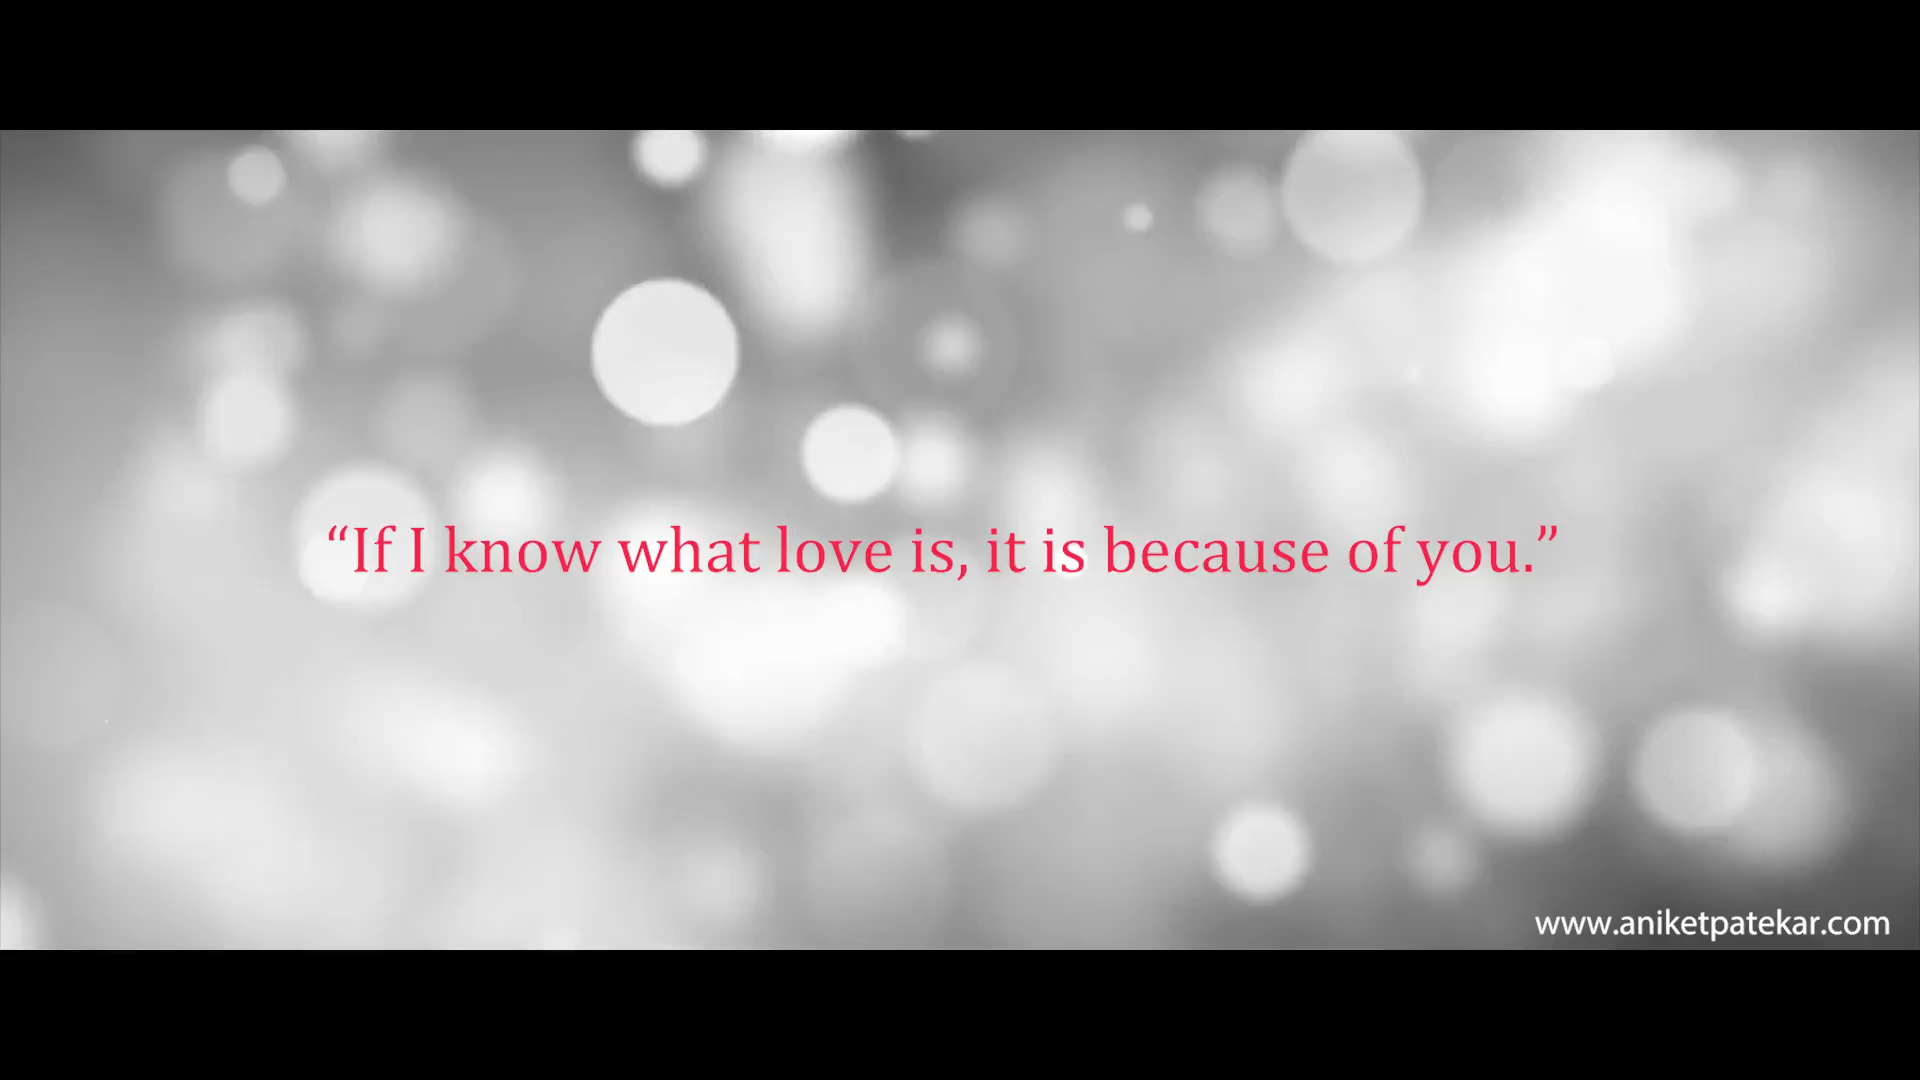 “If I know what love is, it is because of you.”
www.aniketpatekar.com